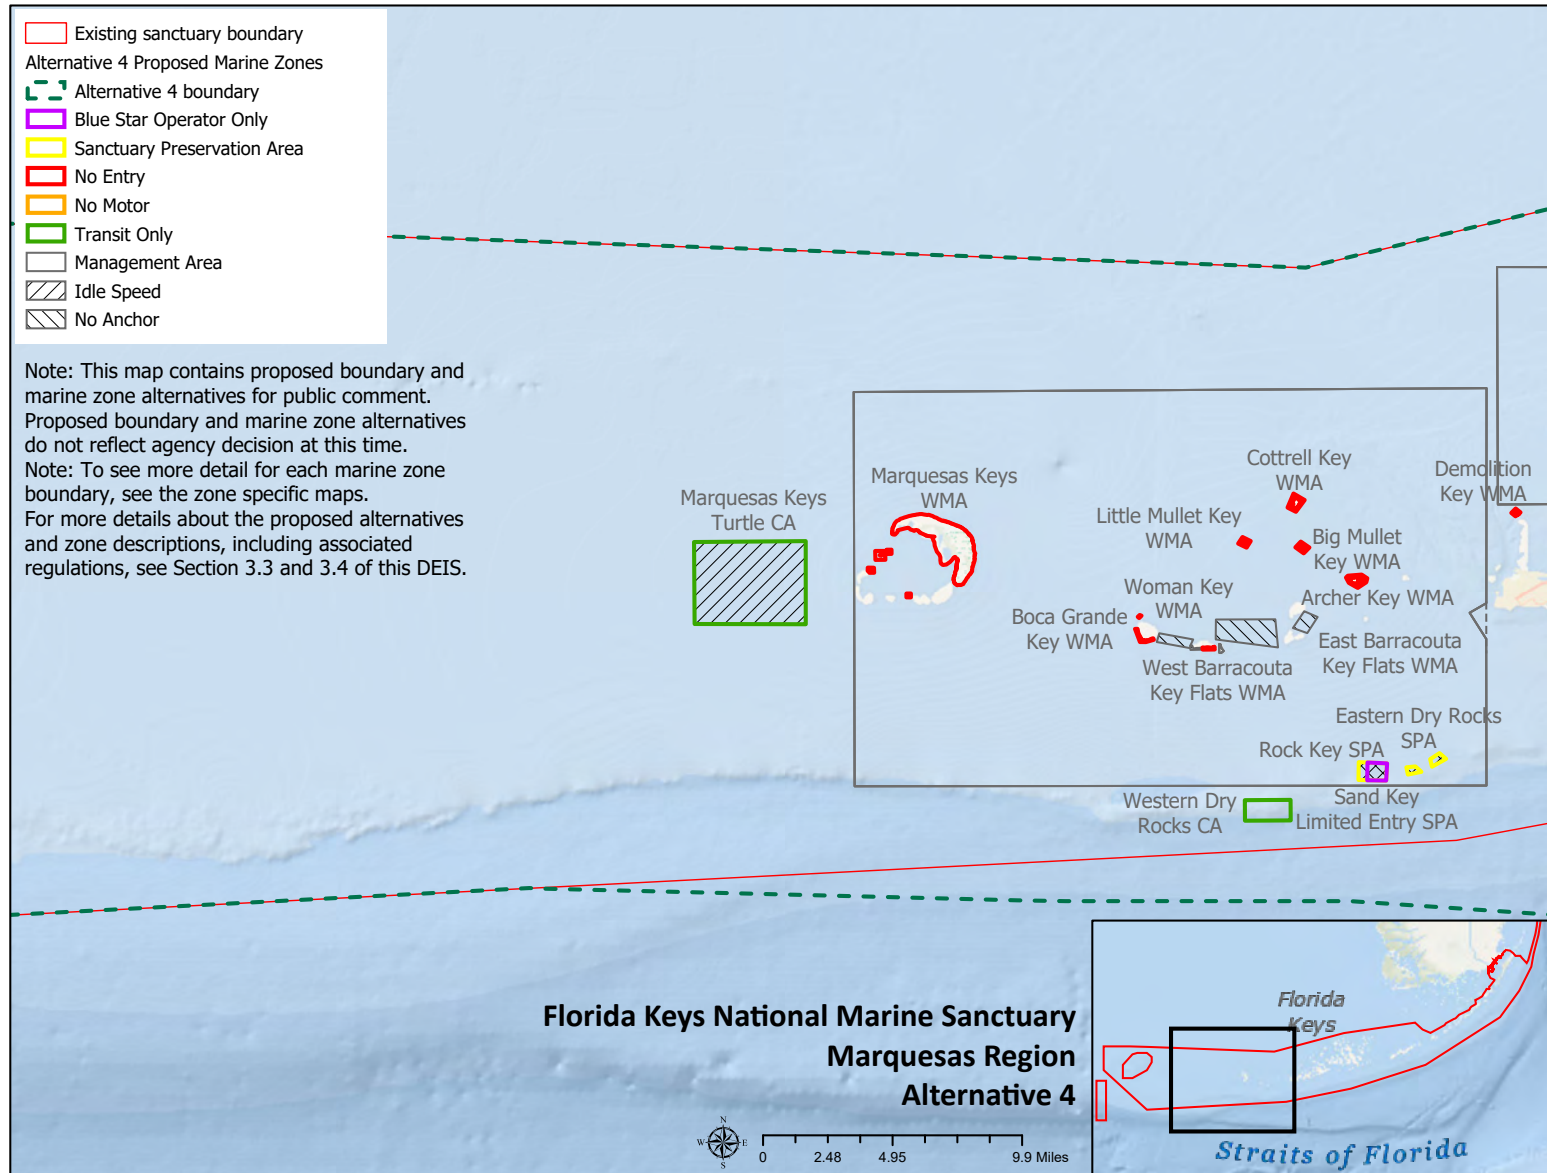 Existing sanctuary boundary
Alternative 4 Proposed Marine Zones
Alternative 4 boundary
Blue Star Operator Only
Sanctuary Preservation Area
No Entry
No Motor
Transit Only
Management Area
Idle Speed
No Anchor
Note: This map contains proposed boundary and
marine zone alternatives for public comment.
Proposed boundary and marine zone alternatives
do not reflect agency decision at this time.
Note: To see more detail for each marine zone
boundary, see the zone specific maps.
For more details about the proposed alternatives
and zone descriptions, including associated
regulations, see Section 3.3 and 3.4 of this DEIS.
Marquesas Keys
Turtle CA
Marquesas Keys
WMA
Cottrell Key
WMA
Demolition
Key WMA
Little Mullet Key
WMA
Big Mullet
Key WMA
Woman Key
WMA
Archer Key WMA
Boca Grande
Key WMA
East Barracouta
Key Flats WMA
West Barracouta
Key Flats WMA
Eastern Dry Rocks
SPA
Rock Key SPA
Sand Key
Limited Entry SPA
Western Dry
Rocks CA
Florida Keys National Marine Sanctuary
Marquesas Region
Alternative 4
N
W
E
S
0
2.48
4.95
9.9 Miles
Florida
Keys
Straits of Florida